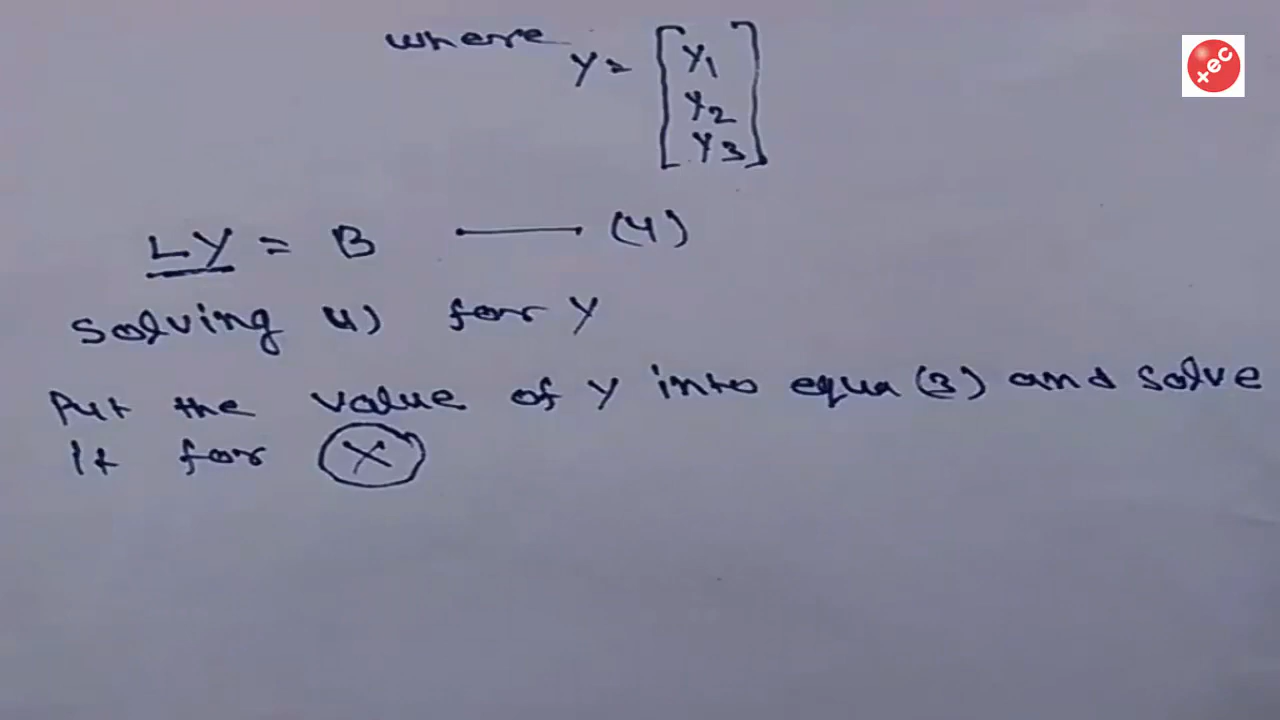 where Y = [Y1
Y2
Y3]
LY = B —— (4)
Solving 4) for Y
Put the value of Y into equa (3) and solve
It for X
tec